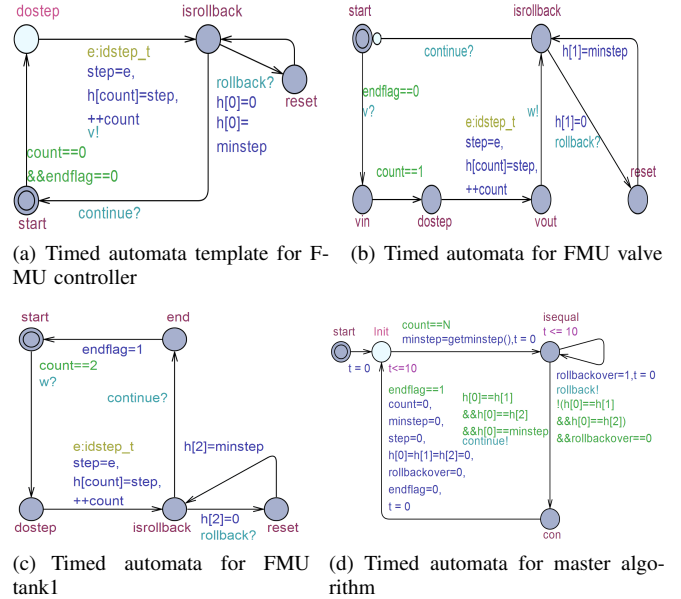 dostep
isrollback
e:idstep_t
step=e,
h[count]=step,
++count
v!
rollback?
h[0]=0
h[0]=
minstep
reset
count==0
&&endflag==0
start
continue?
(a) Timed automata template for F-
MU controller
start
isrollback
continue?
h[1]=minstep
endflag==0
v?
e:idstep_t
step=e,
h[count]=step,
++count
w!
h[1]=0
rollback?
count==1
reset
vin
dostep
vout
(b) Timed automata for FMU valve
start
end
endflag=1
count==2
w?
continue?
e:idstep_t
step=e,
h[count]=step,
++count
h[2]=minstep
h[2]=0
rollback?
dostep
isrollback
reset
(c) Timed automata for FMU
tank1
start
Init
count==N
minstep=getminstep(),t = 0
isequal
t <= 10
t = 0
t<=10
endflag==1
count=0,
minstep=0,
step=0,
h[0]=h[1]=h[2]=0,
rollbackover=0,
endflag=0,
t = 0
h[0]==h[1]
&&h[0]==h[2]
&&h[0]==minstep
continue!
rollbackover=1,t = 0
rollback!
!(h[0]==h[1]
&&h[0]==h[2])
&&rollbackover==0
con
(d) Timed automata for master algo-
rithm